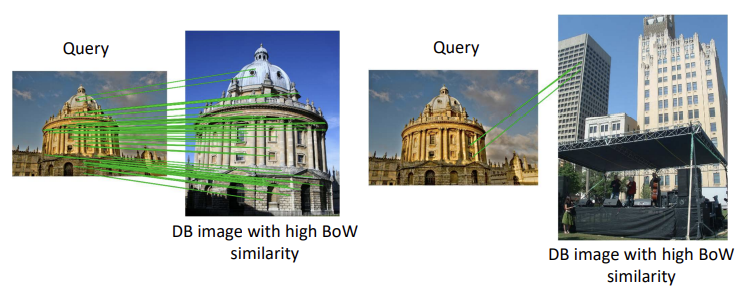 Query
DB image with high BoW
similarity
Query
DB image with high BoW
similarity